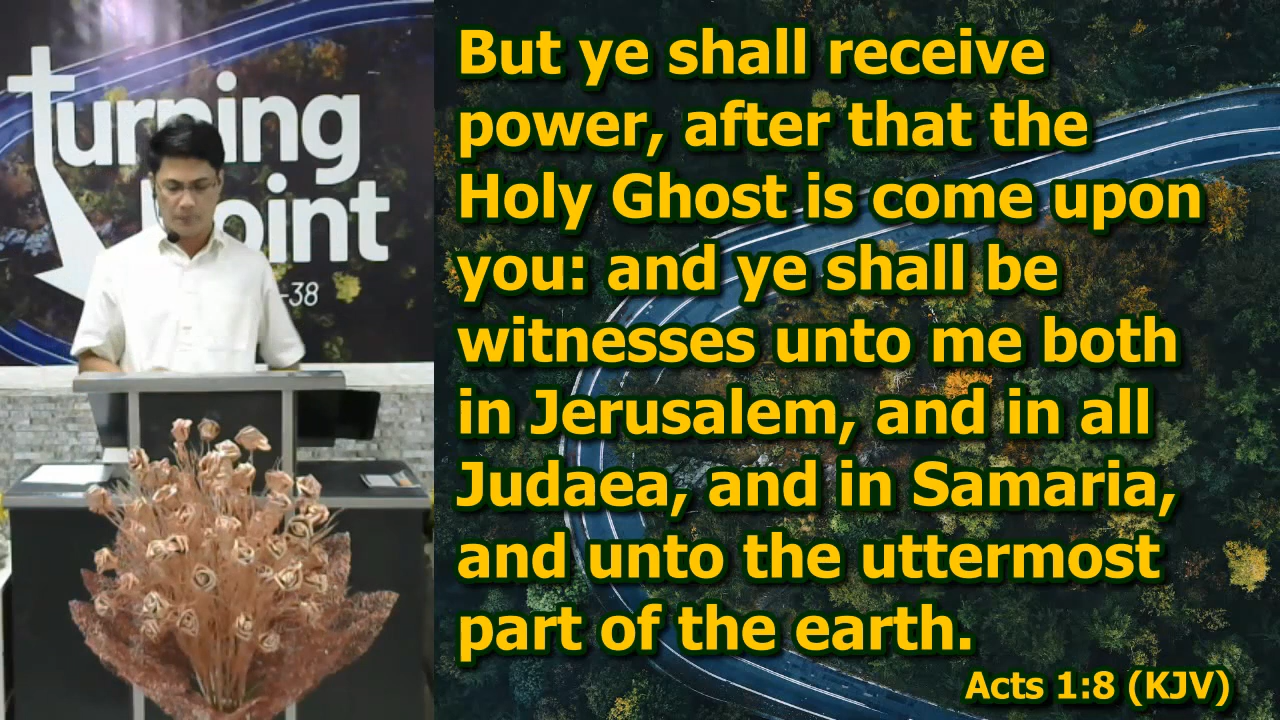 turning
Point
-38
But ye shall receive
power, after that the
Holy Ghost is come upon
you: and ye shall be
witnesses unto me both
in Jerusalem, and in all
Judaea, and in Samaria,
and unto the uttermost
part of the earth.
Acts 1:8 (KJV)